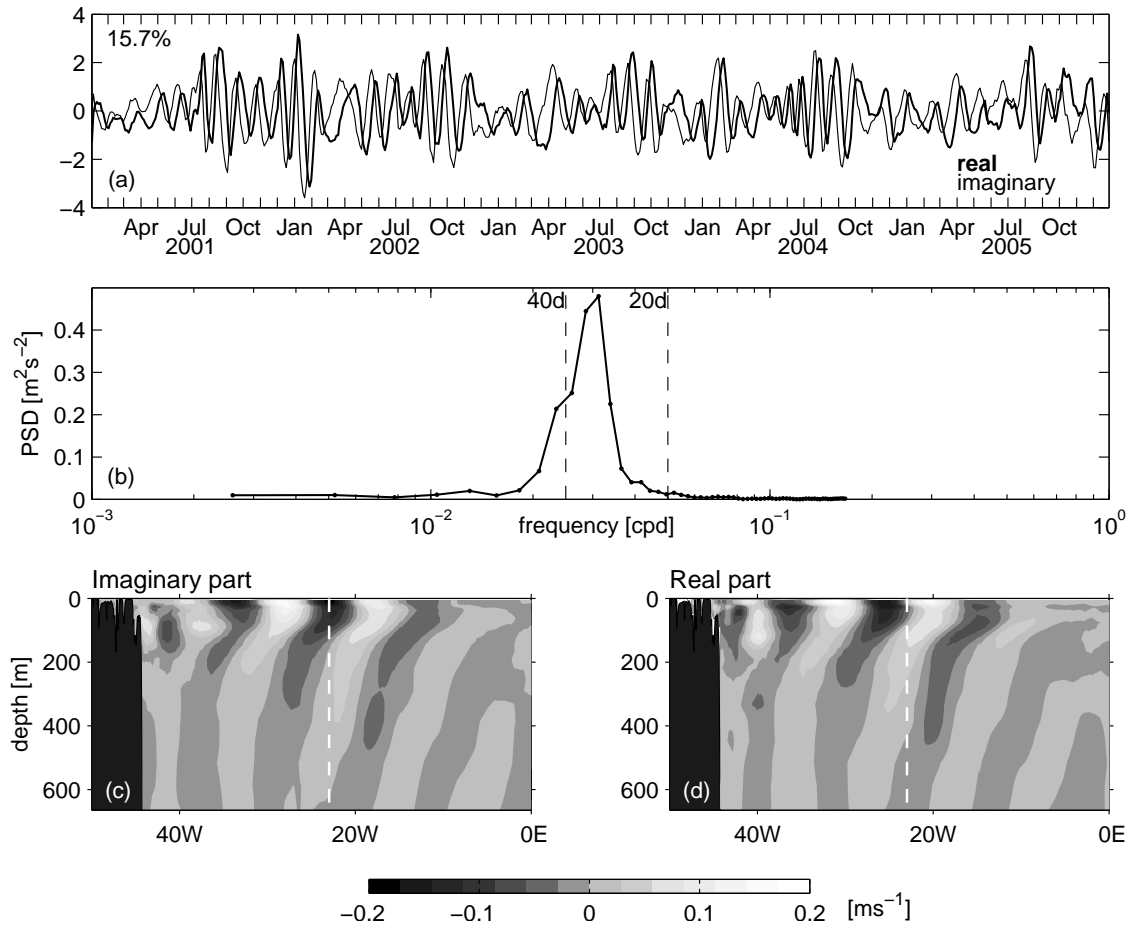 4
2
0
−2
−4
15.7%
(a)
real
imaginary
Apr Jul Oct Jan Apr Jul Oct Jan Apr Jul Oct Jan Apr Jul Oct Jan Apr Jul Oct
2001 2002 2003 2004 2005
40d 20d
0.4
0.3
0.2
0.1
0
PSD [m²s⁻²]
(b)
10⁻³ 10⁻² 10⁻¹ 10⁰
frequency [cpd]
Imaginary part
0
200
400
600
depth [m]
(c)
40W 20W 0E
Real part
0
200
400
600
(d)
40W 20W 0E
−0.2 −0.1 0 0.1 0.2
[ms⁻¹]